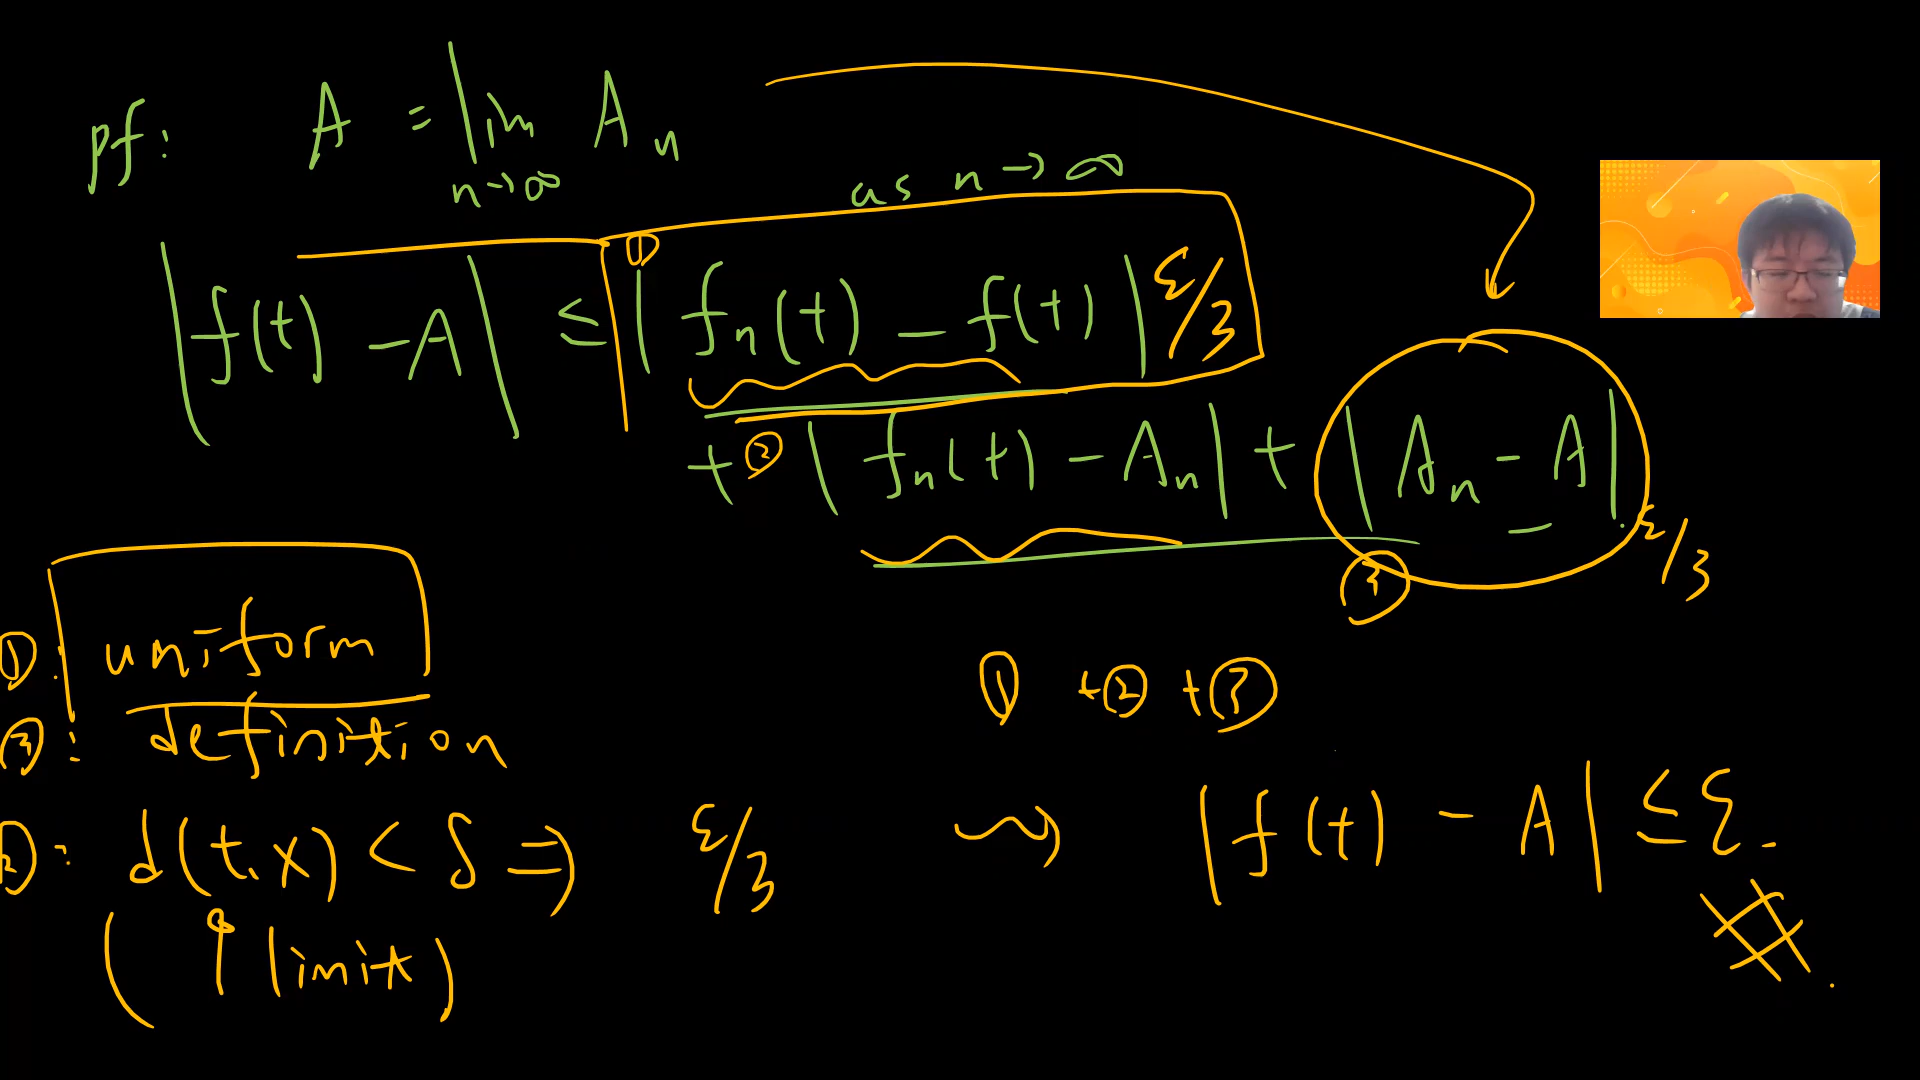 pf: A = lim A_n
n→∞
as n→∞
|f(t) - A| ≤ ① |f_n(t) - f(t)| ε/3
+ ② |f_n(t) - A_n| + |A_n - A| ε/3
③
①: uniform
③: definition
②: d(t,x) < δ ⇒ ε/3
(↑ limit)
① + ② + ③
⇝ |f(t) - A| ≤ ε.
#.